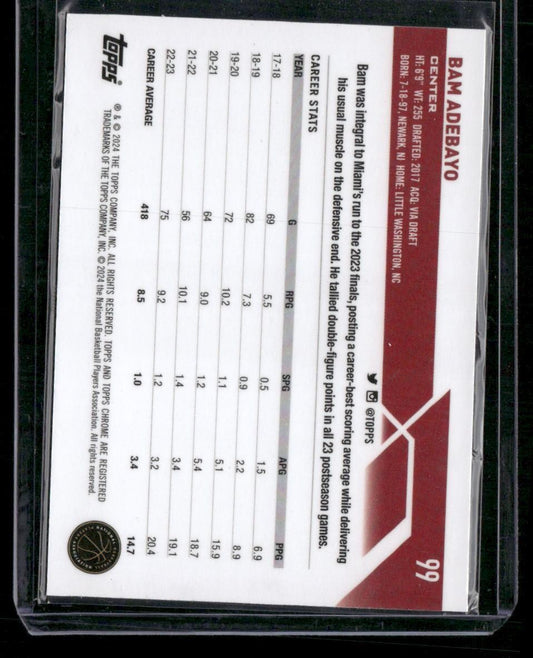 BAM ADEBAYO
99
CENTER
HT: 6'9" WT: 255 DRAFTED: 2017 ACQ: VIA DRAFT
BORN: 7-18-97, NEWARK, NJ HOME: LITTLE WASHINGTON, NC
@TOPPS
Bam was integral to Miami's run to the 2023 finals, posting a career-best scoring average while delivering
his usual muscle on the defensive end. He tallied double-figure points in all 23 postseason games.
CAREER STATS
YEAR G RPG SPG APG PPG
17-18 69 5.5 0.5 1.5 6.9
18-19 82 7.3 0.9 2.2 8.9
19-20 72 10.2 1.1 5.1 15.9
20-21 64 9.0 1.2 5.4 18.7
21-22 56 10.1 1.4 3.4 19.1
22-23 75 9.2 1.2 3.2 20.4
CAREER AVERAGE 418 8.5 1.0 3.4 14.7
topps
® & © 2024 THE TOPPS COMPANY, INC. ALL RIGHTS RESERVED. TOPPS AND TOPPS CHROME ARE REGISTERED
TRADEMARKS OF THE TOPPS COMPANY, INC. © 2024 the National Basketball Players Association. All rights reserved.